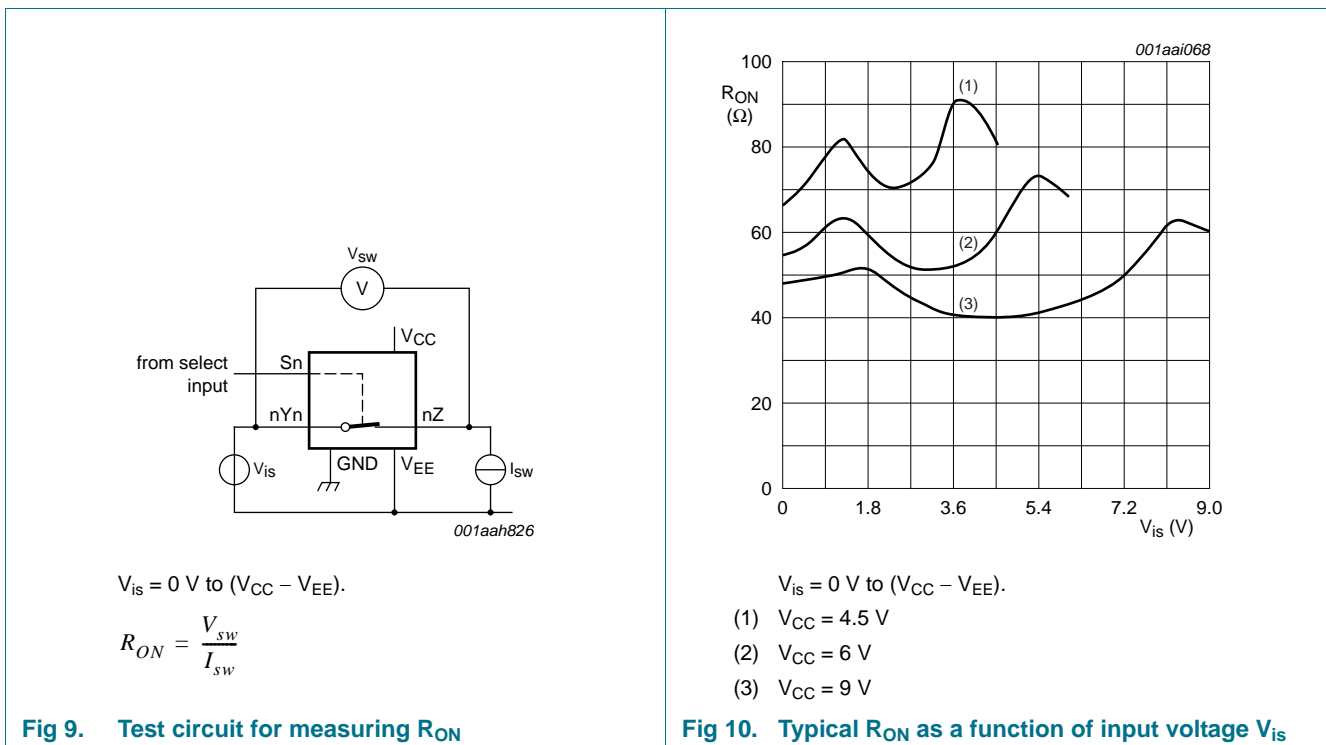 V_sw
V
V_CC
from select
input
Sn
nYn
nZ
V_is
GND
V_EE
I_sw
001aah826
V_is = 0 V to (V_CC − V_EE).
R_ON = V_sw / I_sw
Fig 9. Test circuit for measuring R_ON
001aai068
100
R_ON
(Ω)
80
60
40
20
0
(1)
(2)
(3)
0 1.8 3.6 5.4 7.2 9.0
V_is (V)
V_is = 0 V to (V_CC − V_EE).
(1) V_CC = 4.5 V
(2) V_CC = 6 V
(3) V_CC = 9 V
Fig 10. Typical R_ON as a function of input voltage V_is